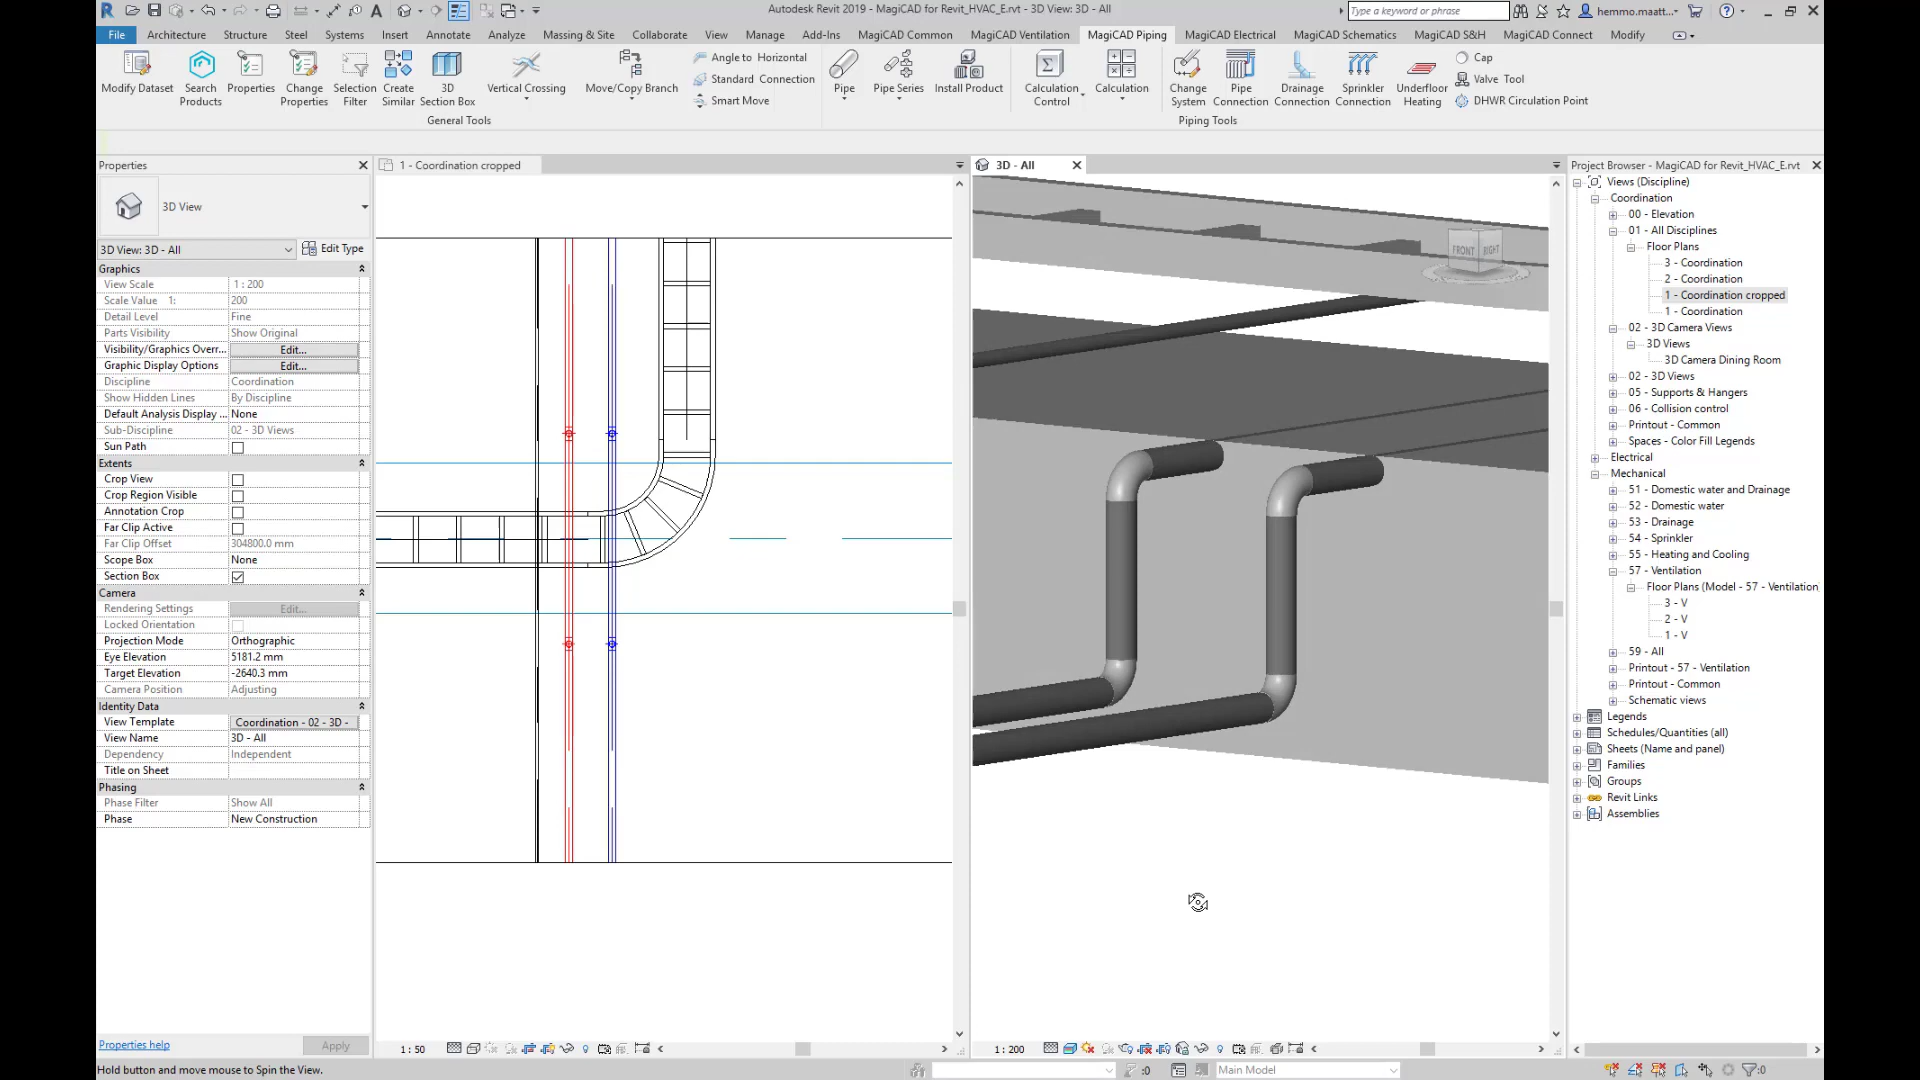 Autodesk Revit 2019 - MagiCAD for Revit_HVAC_E.rvt - 3D View: 3D - All
Type a keyword or phrase
hemmo.maatt...
File Architecture Structure Steel Systems Insert Annotate Analyze Massing & Site Collaborate View Manage Add-Ins MagiCAD Common MagiCAD Ventilation MagiCAD Piping MagiCAD Electrical MagiCAD Schematics MagiCAD S&H MagiCAD Connect Modify
Modify Dataset
Search Products
Properties
Change Properties
Selection Filter
Create Similar
3D Section Box
Vertical Crossing
Move/Copy Branch
Angle to Horizontal
Standard Connection
Smart Move
General Tools
Pipe
Pipe Series
Install Product
Calculation Control
Calculation
Change System
Pipe Connection
Drainage Connection
Sprinkler Connection
Underfloor Heating
Cap
Valve Tool
DHWR Circulation Point
Piping Tools
Properties
3D View
3D View: 3D - All
Edit Type
Graphics
View Scale 1 : 200
Scale Value 1: 200
Detail Level Fine
Parts Visibility Show Original
Visibility/Graphics Overr... Edit...
Graphic Display Options Edit...
Discipline Coordination
Show Hidden Lines By Discipline
Default Analysis Display ... None
Sub-Discipline 02 - 3D Views
Sun Path
Extents
Crop View
Crop Region Visible
Annotation Crop
Far Clip Active
Far Clip Offset 304800.0 mm
Scope Box None
Section Box
Camera
Rendering Settings Edit...
Locked Orientation
Projection Mode Orthographic
Eye Elevation 5181.2 mm
Target Elevation -2640.3 mm
Camera Position Adjusting
Identity Data
View Template Coordination - 02 - 3D -
View Name 3D - All
Dependency Independent
Title on Sheet
Phasing
Phase Filter Show All
Phase New Construction
Properties help
Apply
1 - Coordination cropped
1 : 50
3D - All
FRONT RIGHT
1 : 200
Project Browser - MagiCAD for Revit_HVAC_E.rvt
Views (Discipline)
Coordination
00 - Elevation
01 - All Disciplines
Floor Plans
3 - Coordination
2 - Coordination
1 - Coordination cropped
1 - Coordination
02 - 3D Camera Views
3D Views
3D Camera Dining Room
02 - 3D Views
05 - Supports & Hangers
06 - Collision control
Printout - Common
Spaces - Color Fill Legends
Electrical
Mechanical
51 - Domestic water and Drainage
52 - Domestic water
53 - Drainage
54 - Sprinkler
55 - Heating and Cooling
57 - Ventilation
Floor Plans (Model - 57 - Ventilation
3 - V
2 - V
1 - V
59 - All
Printout - 57 - Ventilation
Printout - Common
Schematic views
Legends
Schedules/Quantities (all)
Sheets (Name and panel)
Families
Groups
Revit Links
Assemblies
Hold button and move mouse to Spin the View.
:0
Main Model
:0